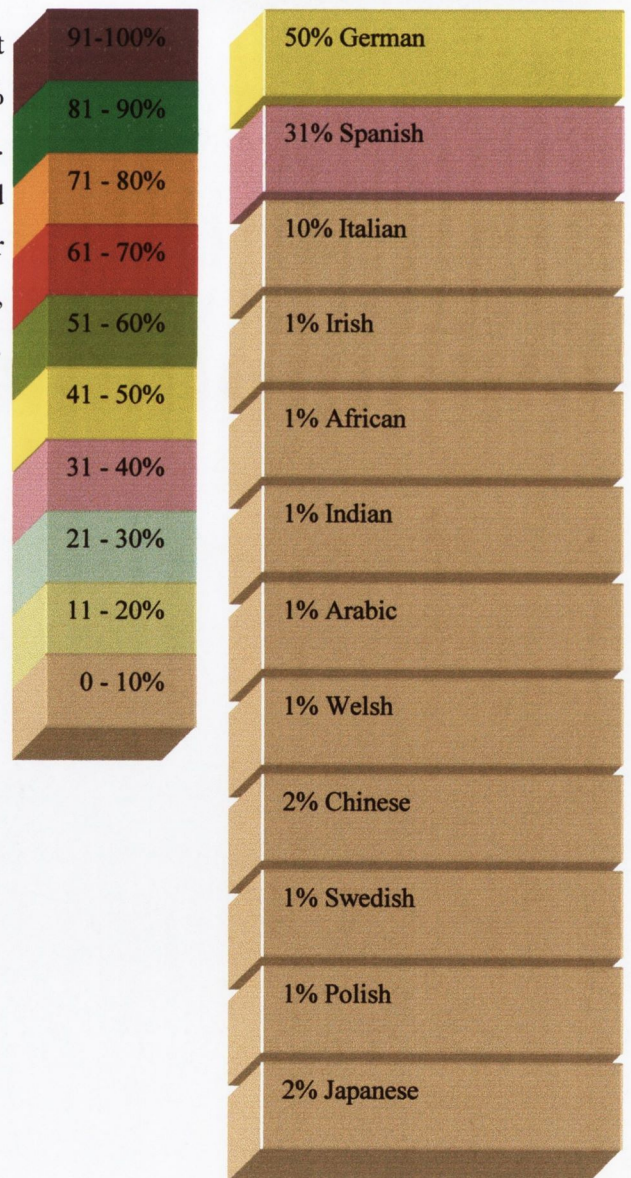 91-100%
81 - 90%
71 - 80%
61 - 70%
51 - 60%
41 - 50%
31 - 40%
21 - 30%
11 - 20%
0 - 10%
50% German
31% Spanish
10% Italian
1% Irish
1% African
1% Indian
1% Arabic
1% Welsh
2% Chinese
1% Swedish
1% Polish
2% Japanese